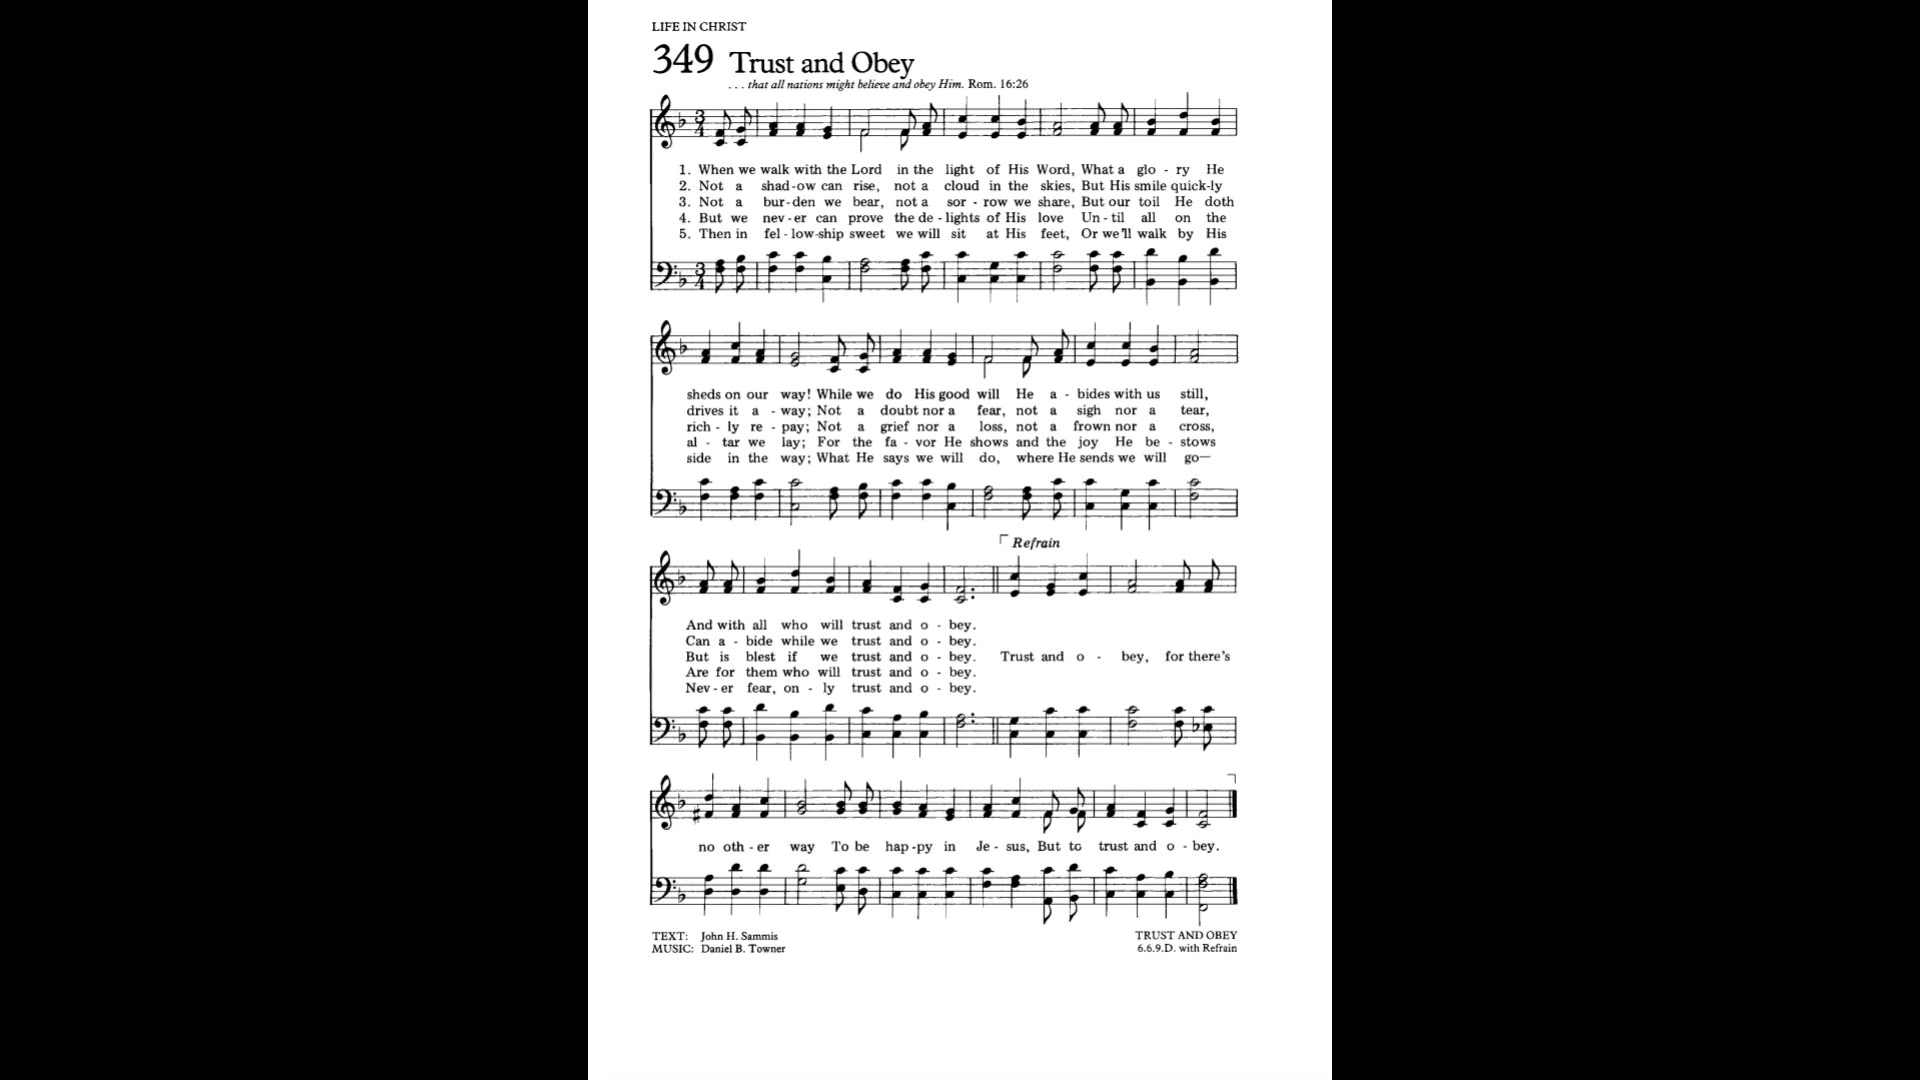 LIFE IN CHRIST
349 Trust and Obey
. . . that all nations might believe and obey Him. Rom. 16:26
1. When we walk with the Lord in the light of His Word, What a glo - ry He
2. Not a shad - ow can rise, not a cloud in the skies, But His smile quick - ly
3. Not a bur - den we bear, not a sor - row we share, But our toil He doth
4. But we nev - er can prove the de - lights of His love Un - til all on the
5. Then in fel - low - ship sweet we will sit at His feet, Or we'll walk by His
sheds on our way! While we do His good will He a - bides with us still,
drives it a - way; Not a doubt nor a fear, not a sigh nor a tear,
rich - ly re - pay; Not a grief nor a loss, not a frown nor a cross,
al - tar we lay; For the fa - vor He shows and the joy He be - stows
side in the way; What He says we will do, where He sends we will go—
Refrain
And with all who will trust and o - bey.
Can a - bide while we trust and o - bey.
But is blest if we trust and o - bey. Trust and o - bey, for there's
Are for them who will trust and o - bey.
Nev - er fear, on - ly trust and o - bey.
no oth - er way To be hap - py in Je - sus, But to trust and o - bey.
TEXT: John H. Sammis
MUSIC: Daniel B. Towner
TRUST AND OBEY
6.6.9.D. with Refrain